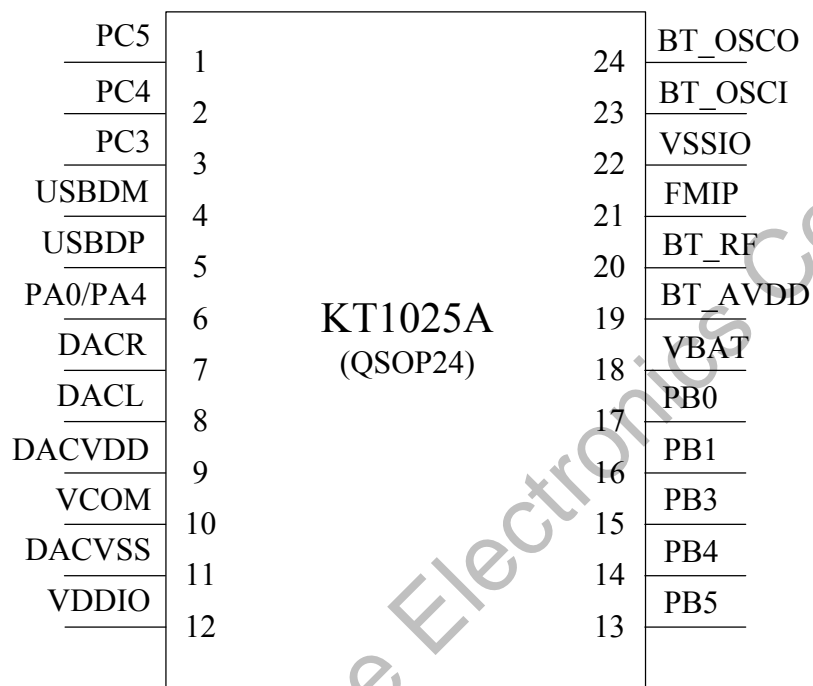 PC5
1
PC4
2
PC3
3
USBDM
4
USBDP
5
PA0/PA4
6
DACR
7
DACL
8
DACVDD
9
VCOM
10
DACVSS
11
VDDIO
12
KT1025A
(QSOP24)
BT_OSCO
24
BT_OSCI
23
VSSIO
22
FMIP
21
BT_RF
20
BT_AVDD
19
VBAT
18
PB0
17
PB1
16
PB3
15
PB4
14
PB5
13
e Electronics Co